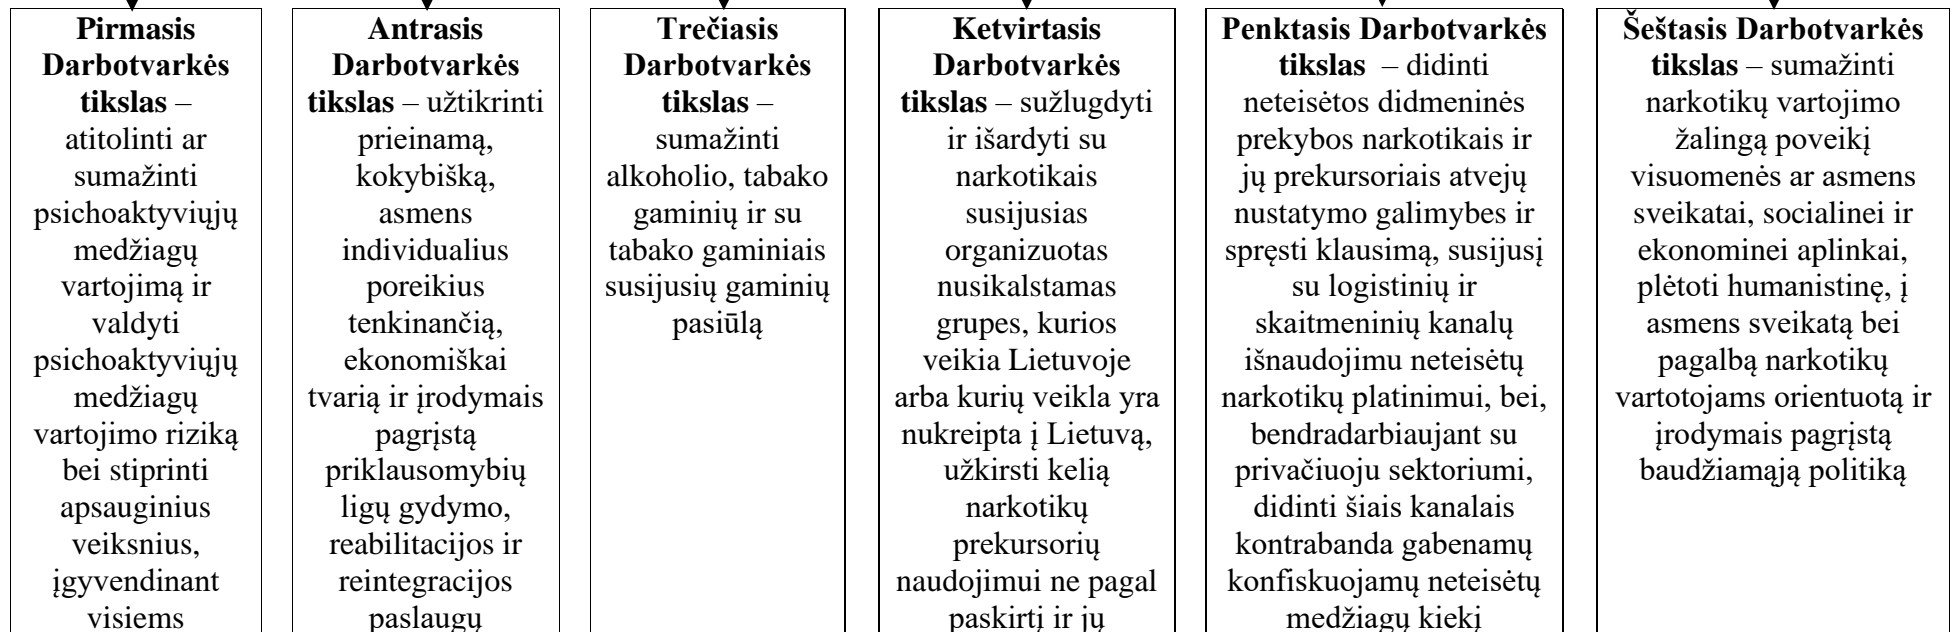 Pirmasis
Darbotvarkės
tikslas –
atitolinti ar
sumažinti
psichoaktyviųjų
medžiagų
vartojimą ir
valdyti
psichoaktyviųjų
medžiagų
vartojimo riziką
bei stiprinti
apsauginius
veiksnius,
įgyvendinant
visiems
Antrasis
Darbotvarkės
tikslas – užtikrinti
prieinamą,
kokybišką,
asmens
individualius
poreikius
tenkinančią,
ekonomiškai
tvarią ir įrodymais
pagrįstą
priklausomybių
ligų gydymo,
reabilitacijos ir
reintegracijos
paslaugų
Trečiasis
Darbotvarkės
tikslas –
sumažinti
alkoholio, tabako
gaminių ir su
tabako gaminiais
susijusių gaminių
pasiūlą
Ketvirtasis
Darbotvarkės
tikslas – sužlugdyti
ir išardyti su
narkotikais
susijusias
organizuotas
nusikalstamas
grupes, kurios
veikia Lietuvoje
arba kurių veikla yra
nukreipta į Lietuvą,
užkirsti kelią
narkotikų
prekursorių
naudojimui ne pagal
paskirtį ir jų
Penktasis Darbotvarkės
tikslas – didinti
neteisėtos didmeninės
prekybos narkotikais ir
jų prekursoriais atvejų
nustatymo galimybes ir
spręsti klausimą, susijusį
su logistinių ir
skaitmeninių kanalų
išnaudojimu neteisėtų
narkotikų platinimui, bei,
bendradarbiaujant su
privačiuoju sektoriumi,
didinti šiais kanalais
kontrabanda gabenamų
konfiskuojamų neteisėtų
medžiagų kiekį
Šeštasis Darbotvarkės
tikslas – sumažinti
narkotikų vartojimo
žalingą poveikį
visuomenės ar asmens
sveikatai, socialinei ir
ekonominei aplinkai,
plėtoti humanistinę, į
asmens sveikatą bei
pagalbą narkotikų
vartotojams orientuotą ir
įrodymais pagrįstą
baudžiamąją politiką